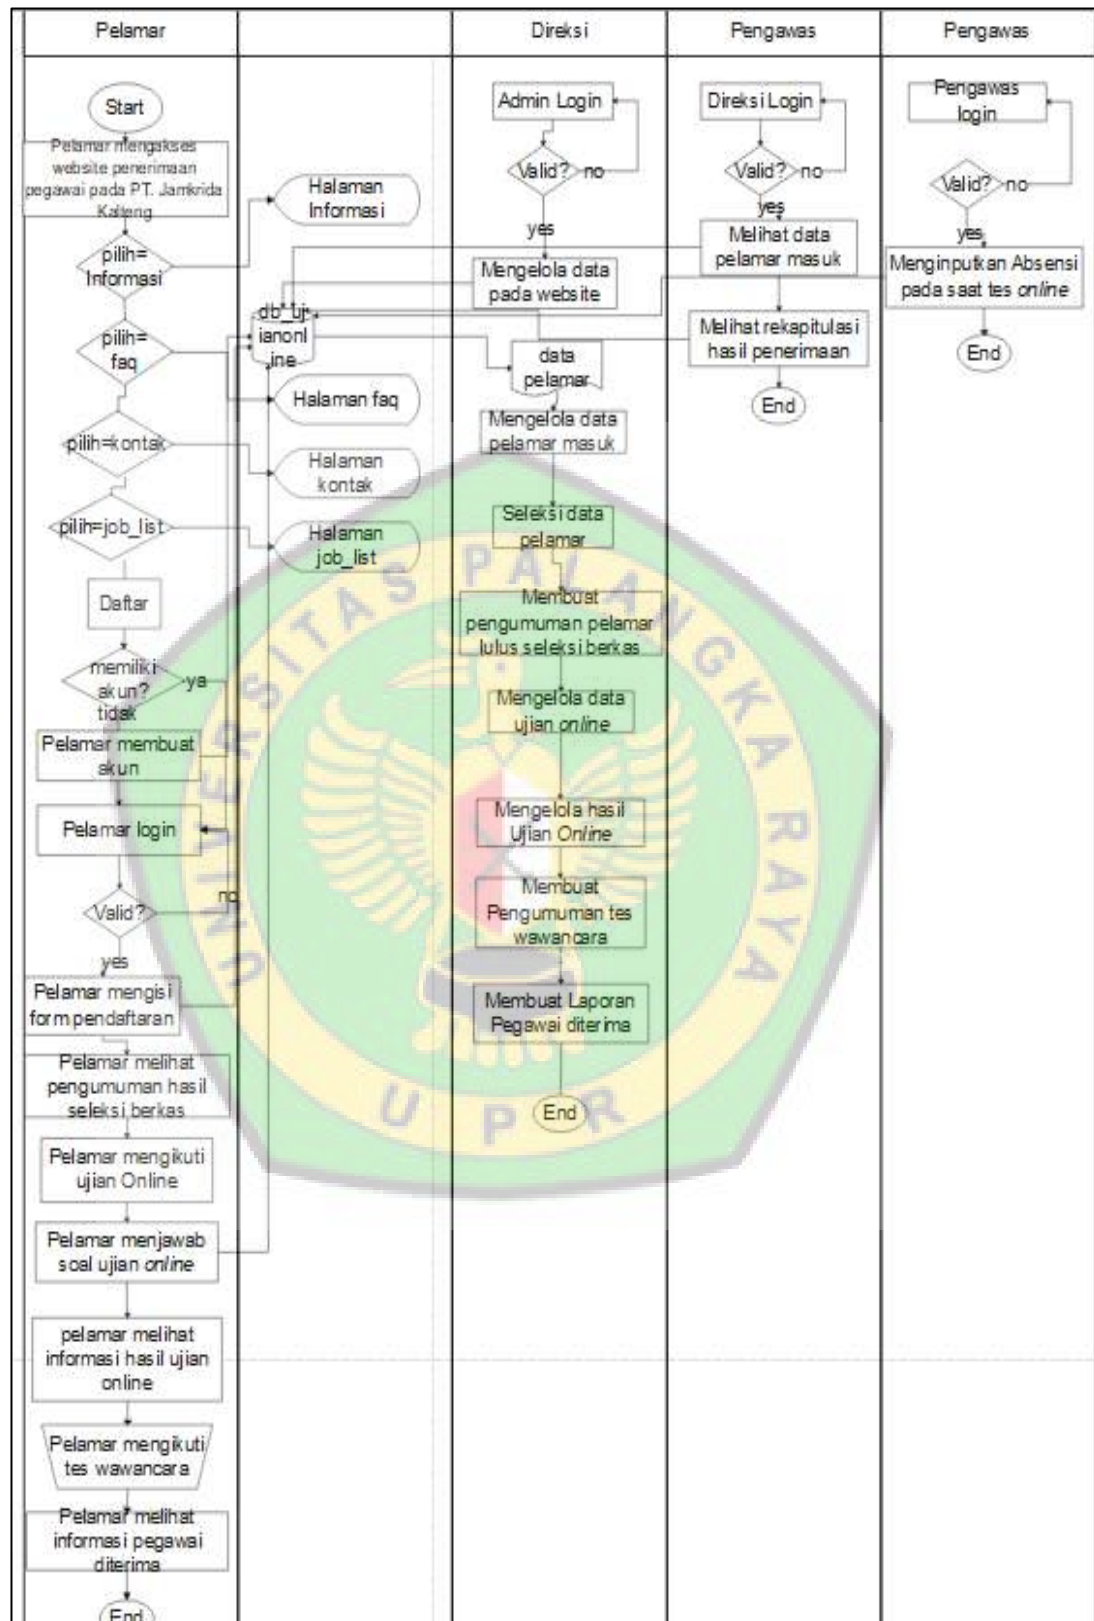 Pelamar
Direksi
Pengawas
Pengawas
Start
Pelamar mengakses
website penerimaan
pegawai pada PT. Jamkrida
Kalteng
pilih=
Informasi
pilih=
faq
pilih=kontak
pilih=job_list
Daftar
memiliki
akun?
ya
tidak
Pelamar membuat
akun
Pelamar login
no
Valid?
yes
Pelamar mengisi
form pendaftaran
Pelamar melihat
pengumuman hasil
seleksi berkas
Pelamar mengikuti
ujian Online
Pelamar menjawab
soal ujian online
pelamar melihat
informasi hasil ujian
online
Pelamar mengikuti
tes wawancara
Pelamar melihat
informasi pegawai
diterima
End
Halaman
Informasi
db_uj
ianonl
ine
Halaman faq
Halaman
kontak
Halaman
job_list
Admin Login
Valid?
no
yes
Mengelola data
pada website
data
pelamar
Mengelola data
pelamar masuk
Seleksi data
pelamar
Membuat
pengumuman pelamar
lulus seleksi berkas
Mengelola data
ujian online
Mengelola hasil
Ujian Online
Membuat
Pengumuman tes
wawancara
Membuat Laporan
Pegawai diterima
End
Direksi Login
Valid?
no
yes
Melihat data
pelamar masuk
Melihat rekapitulasi
hasil penerimaan
End
Pengawas
login
Valid?
no
yes
Menginputkan Absensi
pada saat tes online
End
UNIVERSITAS PALANGKA RAYA
UPR